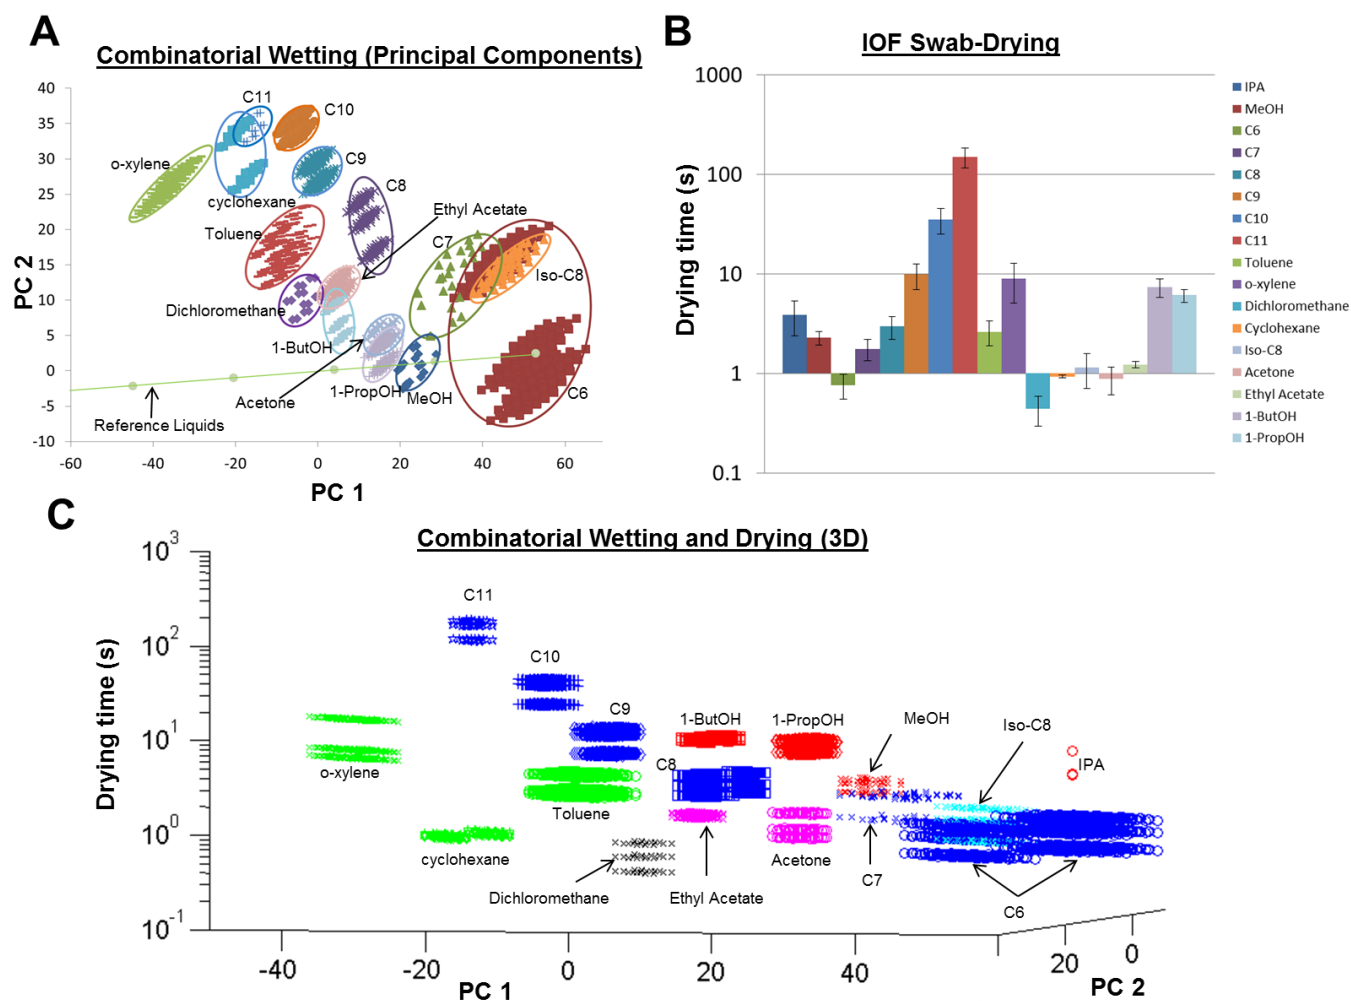 A
Combinatorial Wetting (Principal Components)
PC 2
40
35
30
25
20
15
10
5
0
-5
-10
-60
-40
-20
0
20
40
60
PC 1
C11
C10
o-xylene
C9
C8
cyclohexane
Ethyl Acetate
Toluene
C7
Iso-C8
Dichloromethane
1-ButOH
Acetone
1-PropOH
MeOH
C6
Reference Liquids
B
IOF Swab-Drying
Drying time (s)
1000
100
10
1
0.1
IPA
MeOH
C6
C7
C8
C9
C10
C11
Toluene
o-xylene
Dichloromethane
Cyclohexane
Iso-C8
Acetone
Ethyl Acetate
1-ButOH
1-PropOH
C
Combinatorial Wetting and Drying (3D)
Drying time (s)
10³
10²
10¹
10⁰
10⁻¹
C11
C10
C9
1-ButOH
1-PropOH
MeOH
Iso-C8
o-xylene
C8
IPA
Toluene
cyclohexane
Acetone
C7
Dichloromethane
Ethyl Acetate
C6
-40
-20
0
20
40
20
0
PC 1
PC 2